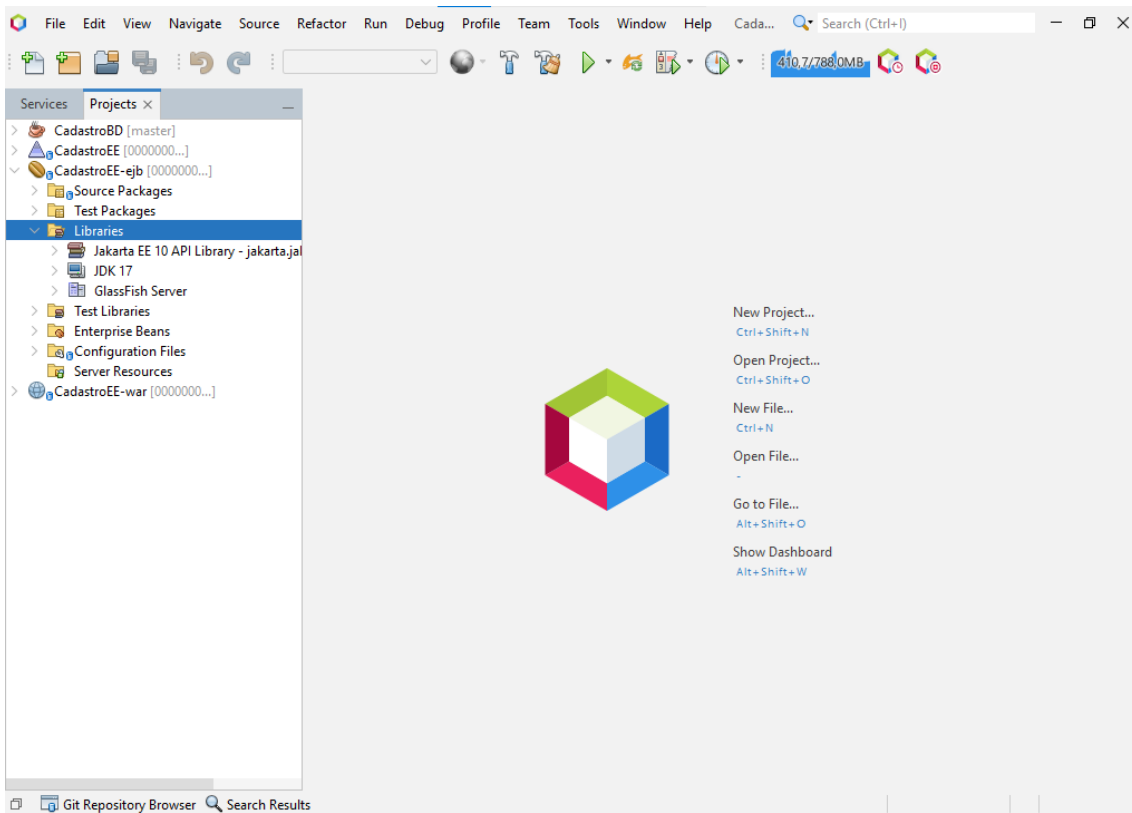 File Edit View Navigate Source Refactor Run Debug Profile Team Tools Window Help Cada... Search (Ctrl+I)
410,7/788,0MB
Services Projects
CadastroBD [master]
CadastroEE [0000000...]
CadastroEE-ejb [0000000...]
Source Packages
Test Packages
Libraries
Jakarta EE 10 API Library - jakarta.jal
JDK 17
GlassFish Server
Test Libraries
Enterprise Beans
Configuration Files
Server Resources
CadastroEE-war [0000000...]
New Project...
Ctrl+Shift+N
Open Project...
Ctrl+Shift+O
New File...
Ctrl+N
Open File...
-
Go to File...
Alt+Shift+O
Show Dashboard
Alt+Shift+W
Git Repository Browser Search Results